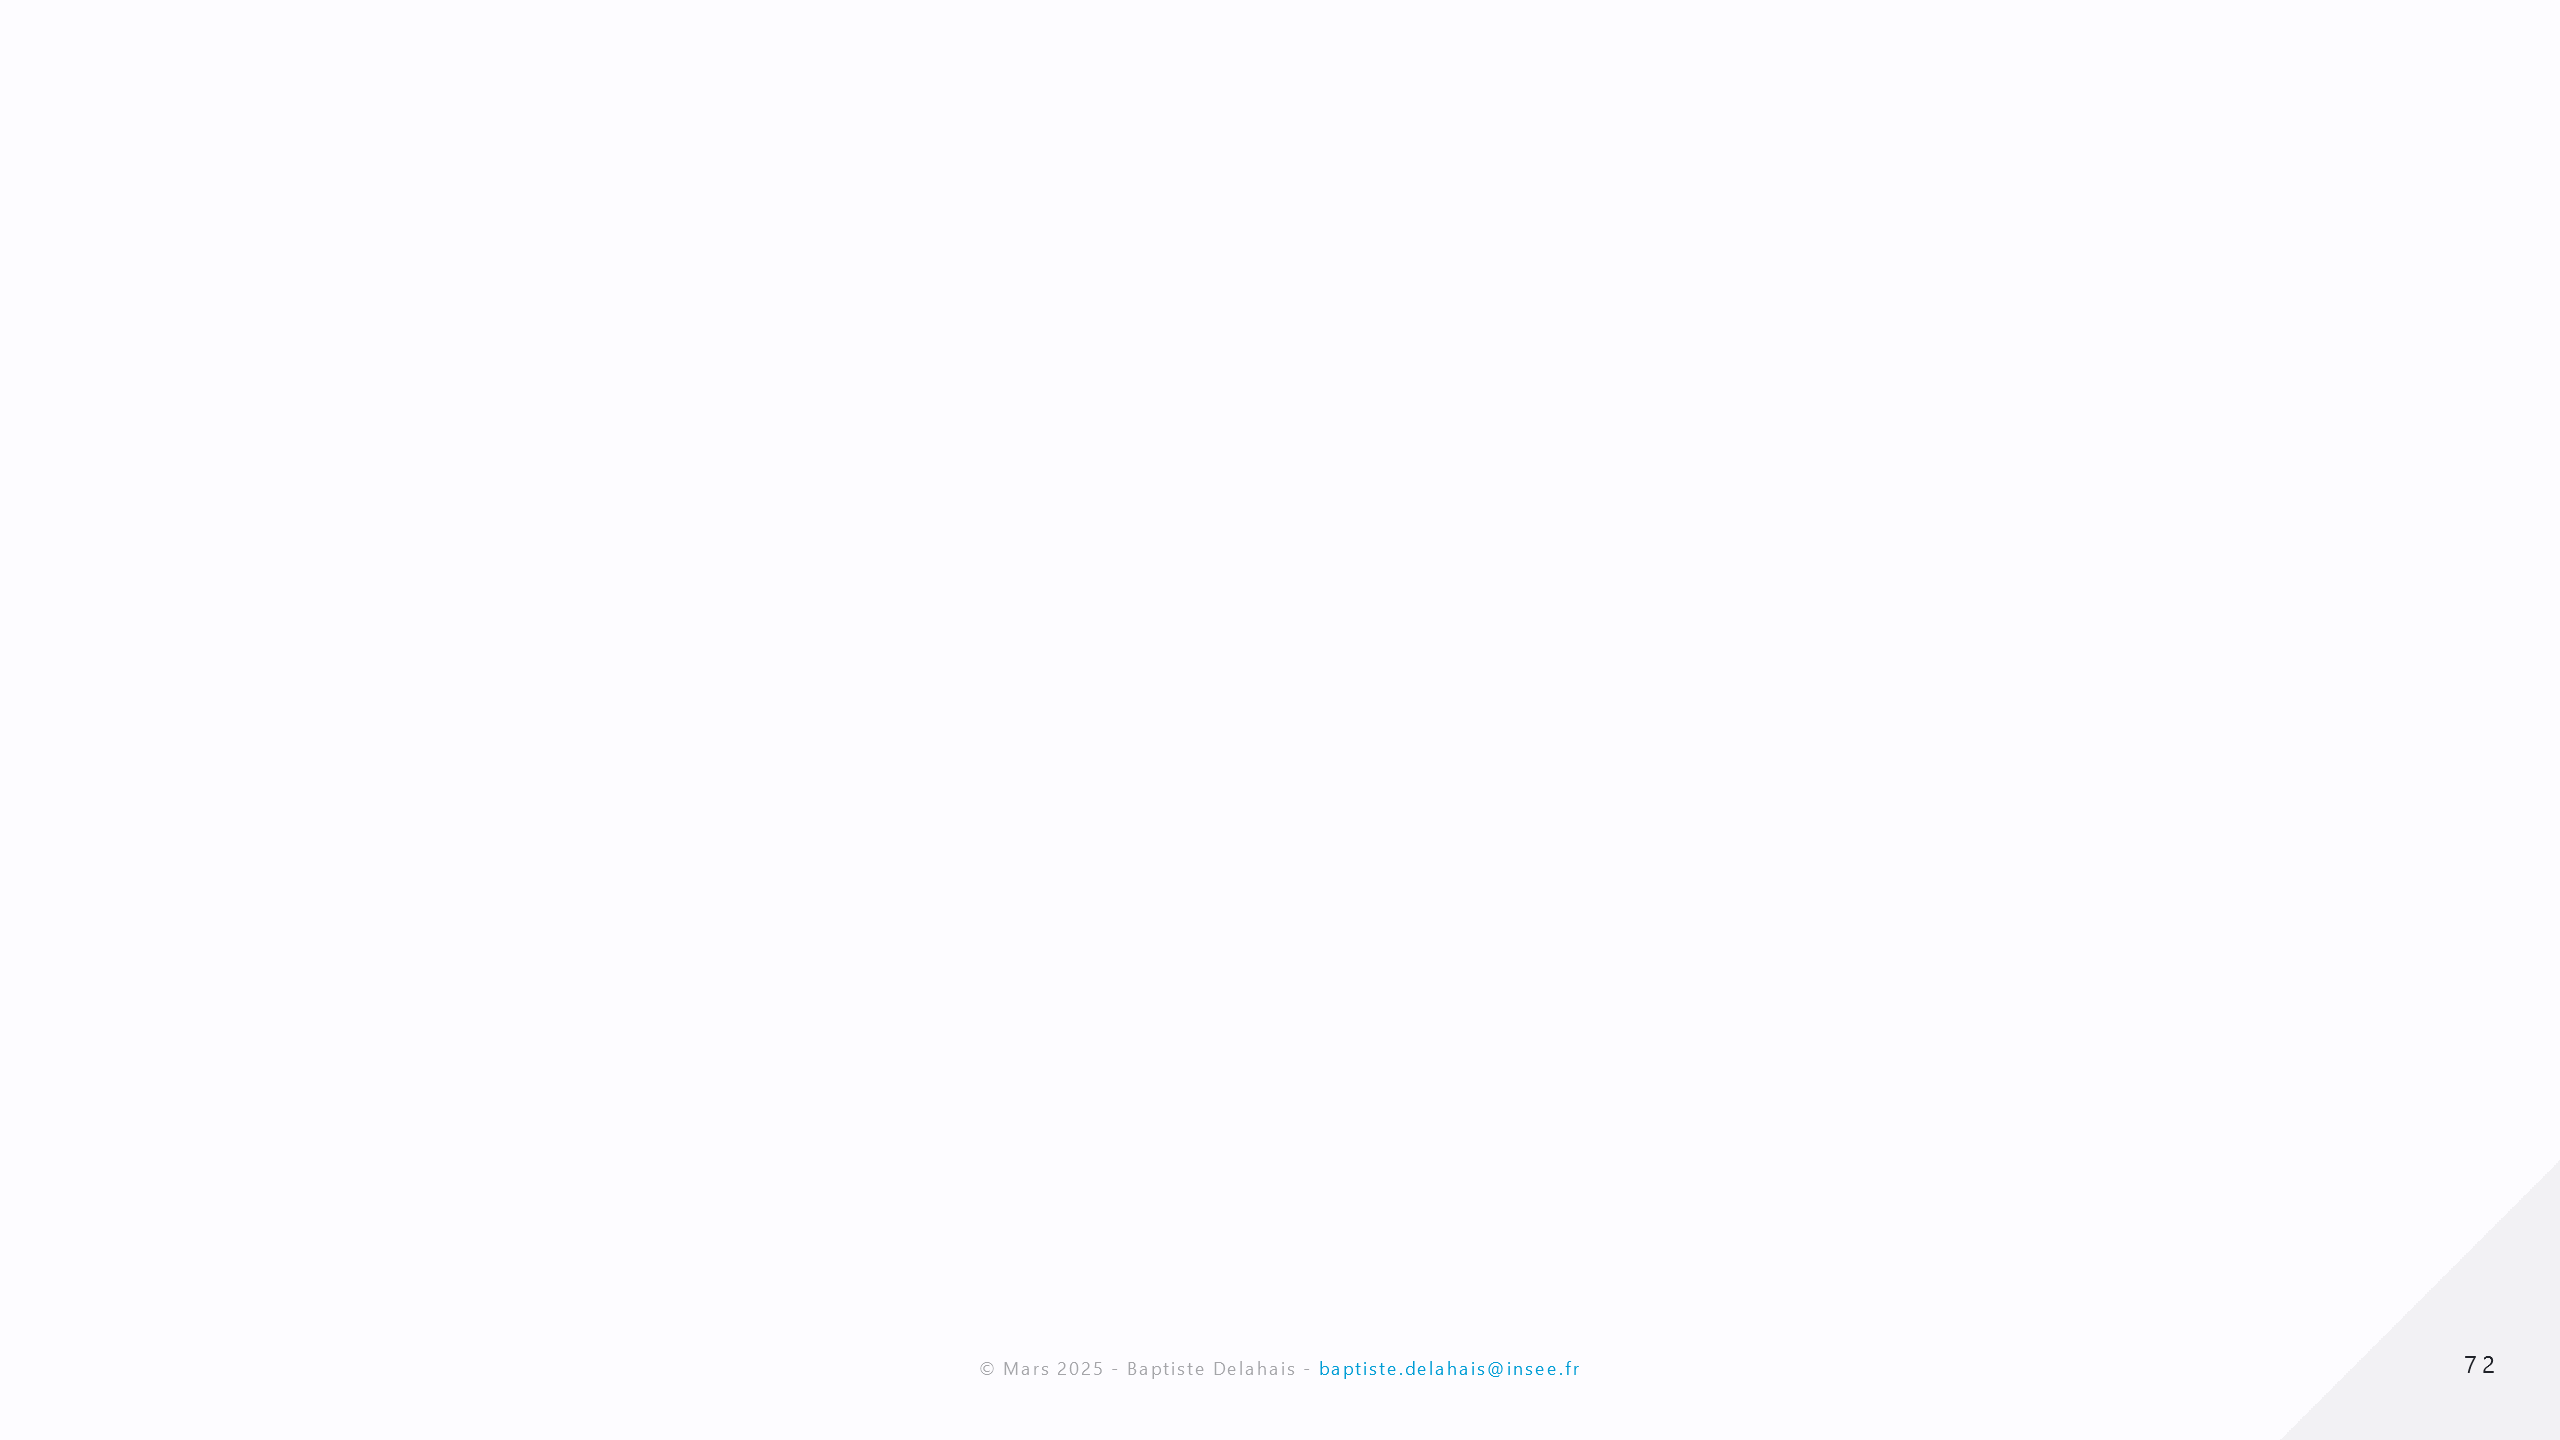 © Mars 2025 - Baptiste Delahais - baptiste.delahais@insee.fr
72